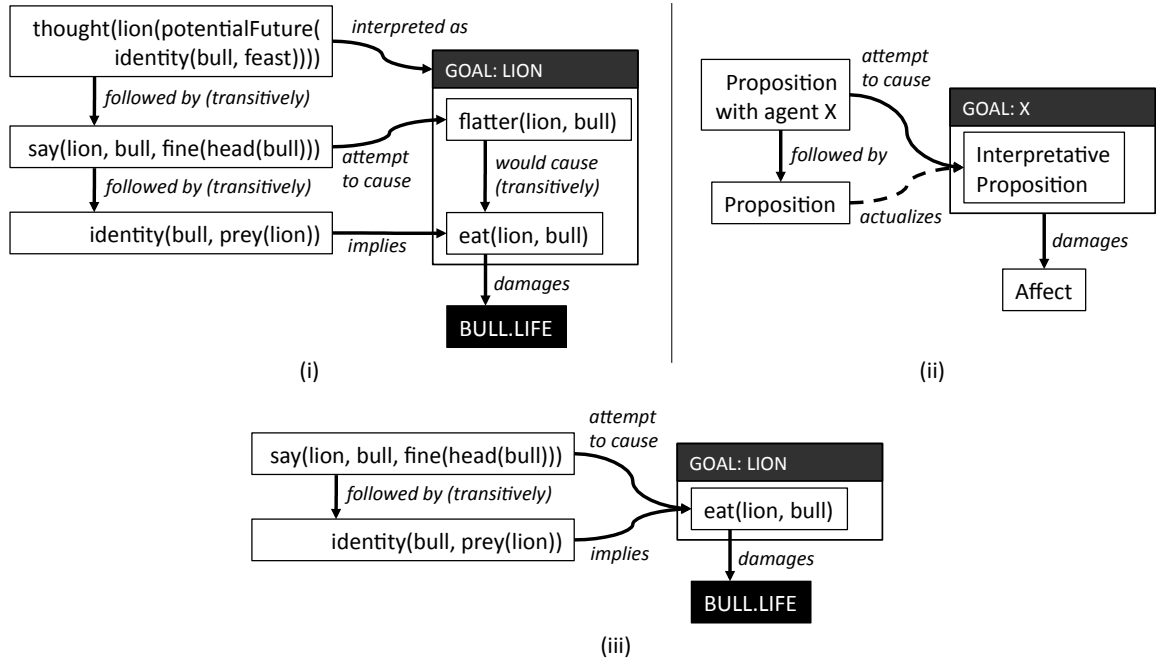 thought(lion(potentialFuture(
identity(bull, feast))))
interpreted as
GOAL: LION
followed by (transitively)
flatter(lion, bull)
say(lion, bull, fine(head(bull)))
attempt
to cause
would cause
(transitively)
followed by (transitively)
identity(bull, prey(lion))
implies
eat(lion, bull)
damages
BULL.LIFE
(i)
attempt
to cause
Proposition
with agent X
GOAL: X
followed by
Interpretative
Proposition
Proposition
actualizes
damages
Affect
(ii)
attempt
to cause
say(lion, bull, fine(head(bull)))
GOAL: LION
followed by (transitively)
eat(lion, bull)
identity(bull, prey(lion))
implies
damages
BULL.LIFE
(iii)